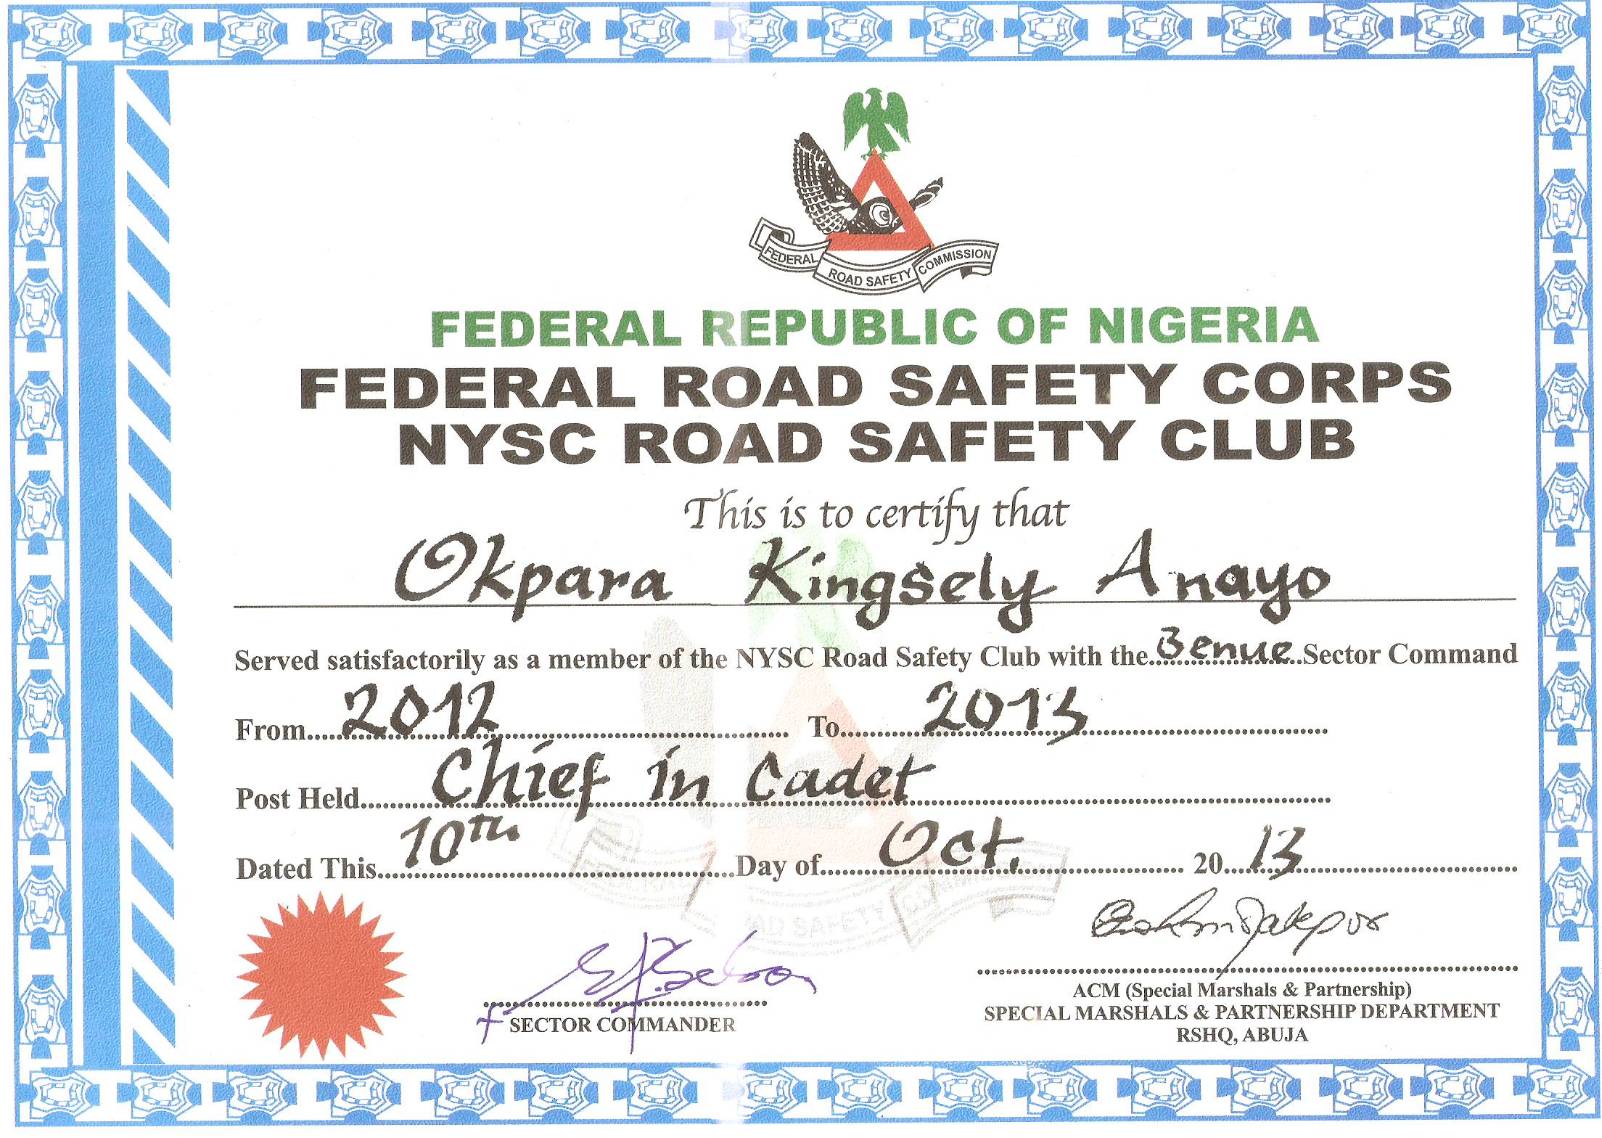 FEDERAL
ROAD SAFETY
COMMISSION
FEDERAL REPUBLIC OF NIGERIA
FEDERAL ROAD SAFETY CORPS
NYSC ROAD SAFETY CLUB
This is to certify that
Okpara Kingsely Anayo
Served satisfactorily as a member of the NYSC Road Safety Club with the Benue Sector Command
From 2012 To 2013
Post Held Chief in Cadet
Dated This 10th Day of Oct. 2013
SECTOR COMMANDER
ACM (Special Marshals & Partnership)
SPECIAL MARSHALS & PARTNERSHIP DEPARTMENT
RSHQ, ABUJA